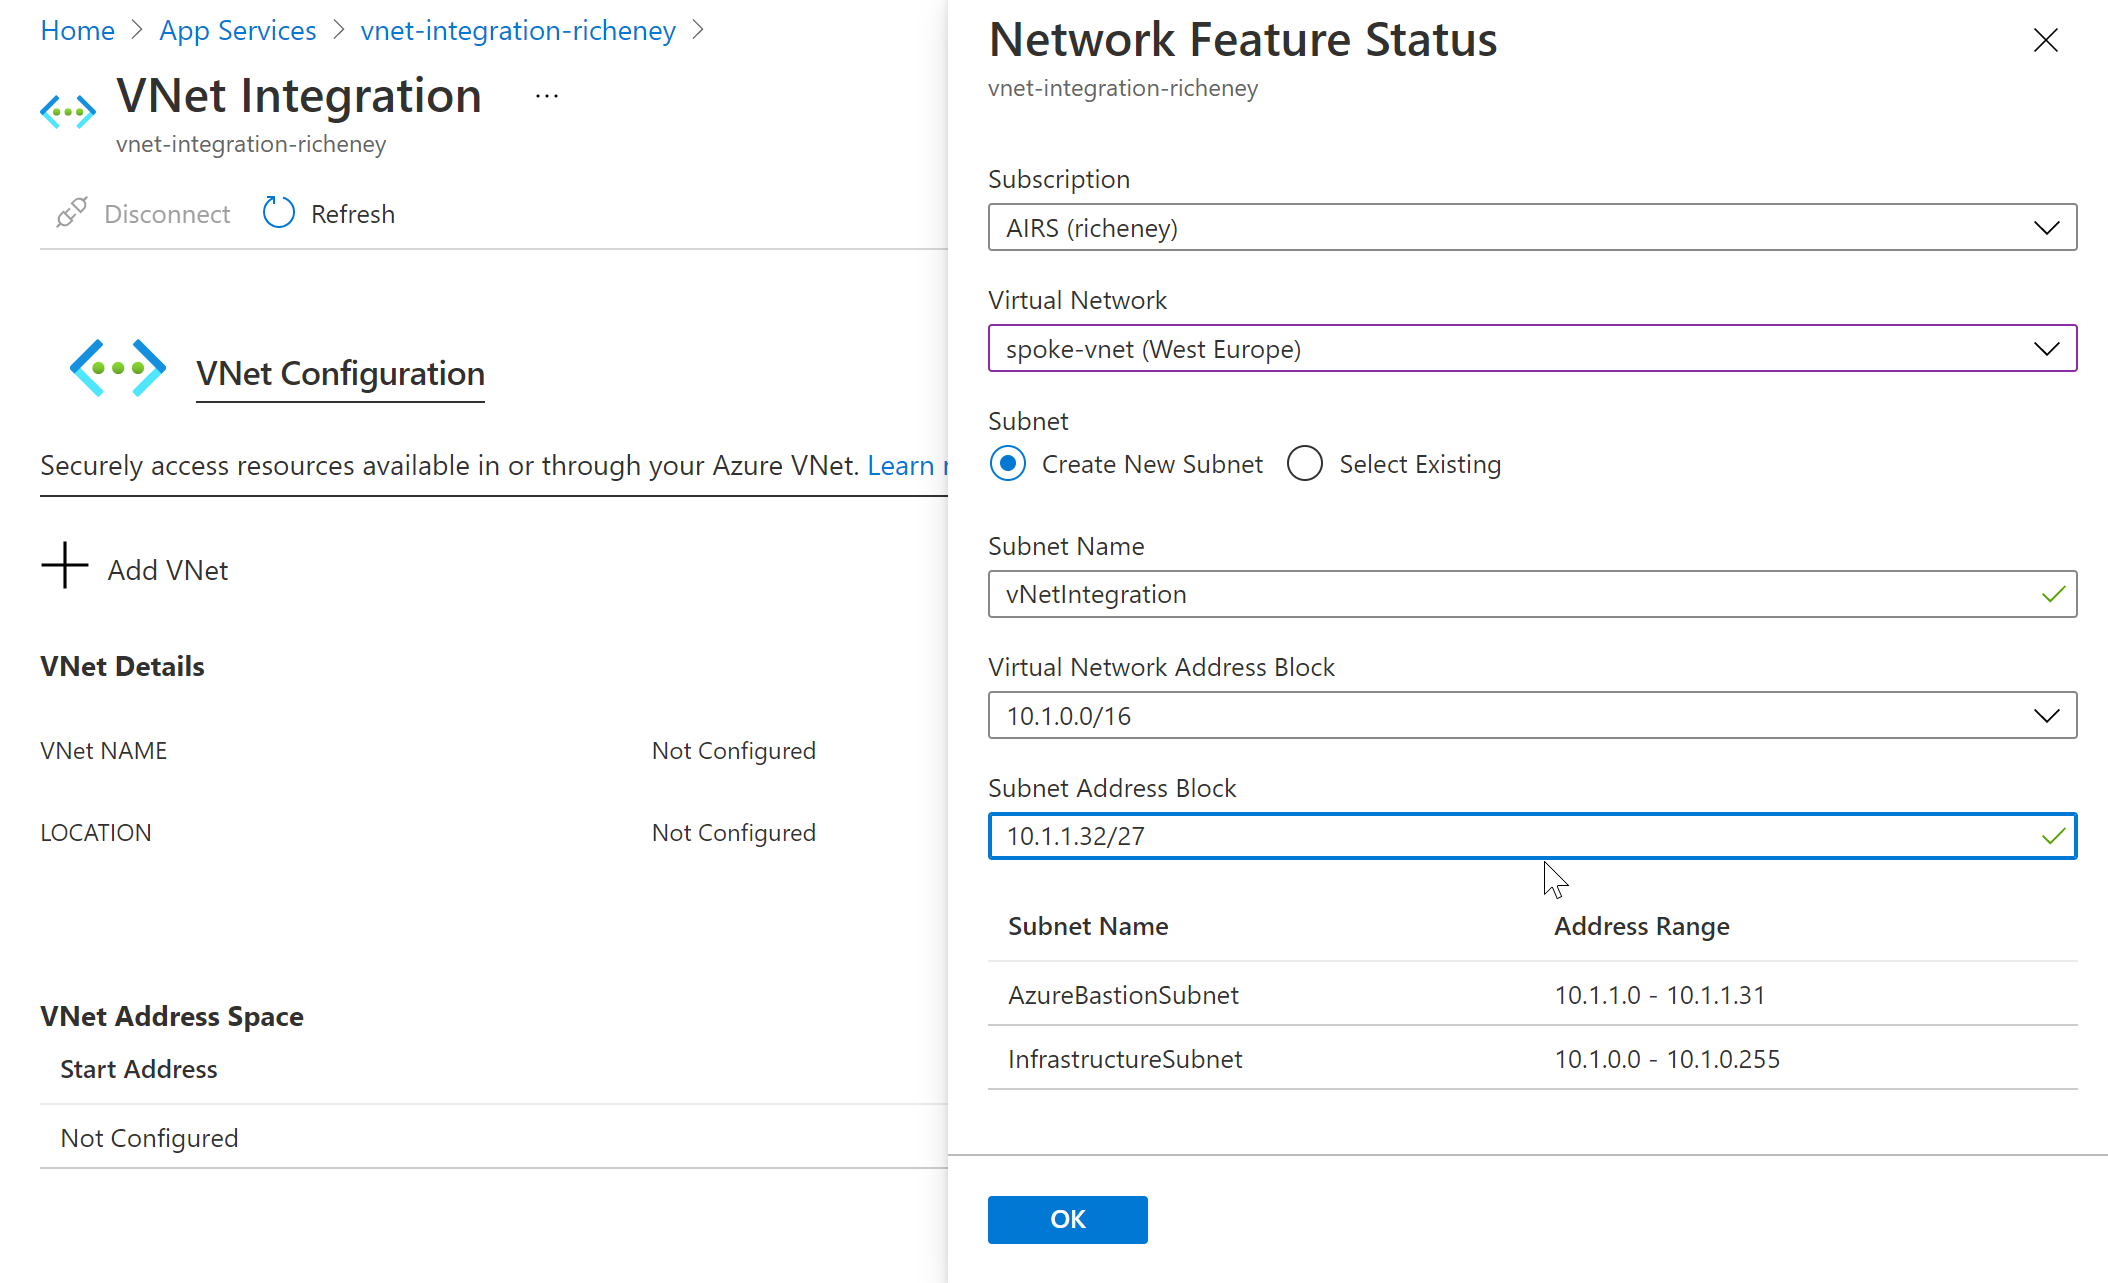 Home > App Services > vnet-integration-richeney >
VNet Integration ...
vnet-integration-richeney
Disconnect Refresh
VNet Configuration
Securely access resources available in or through your Azure VNet. Learn
Add VNet
VNet Details
VNet NAME Not Configured
LOCATION Not Configured
VNet Address Space
Start Address
Not Configured
Network Feature Status
vnet-integration-richeney
Subscription
AIRS (richeney)
Virtual Network
spoke-vnet (West Europe)
Subnet
Create New Subnet Select Existing
Subnet Name
vNetIntegration
Virtual Network Address Block
10.1.0.0/16
Subnet Address Block
10.1.1.32/27
Subnet Name Address Range
AzureBastionSubnet 10.1.1.0 - 10.1.1.31
InfrastructureSubnet 10.1.0.0 - 10.1.0.255
OK